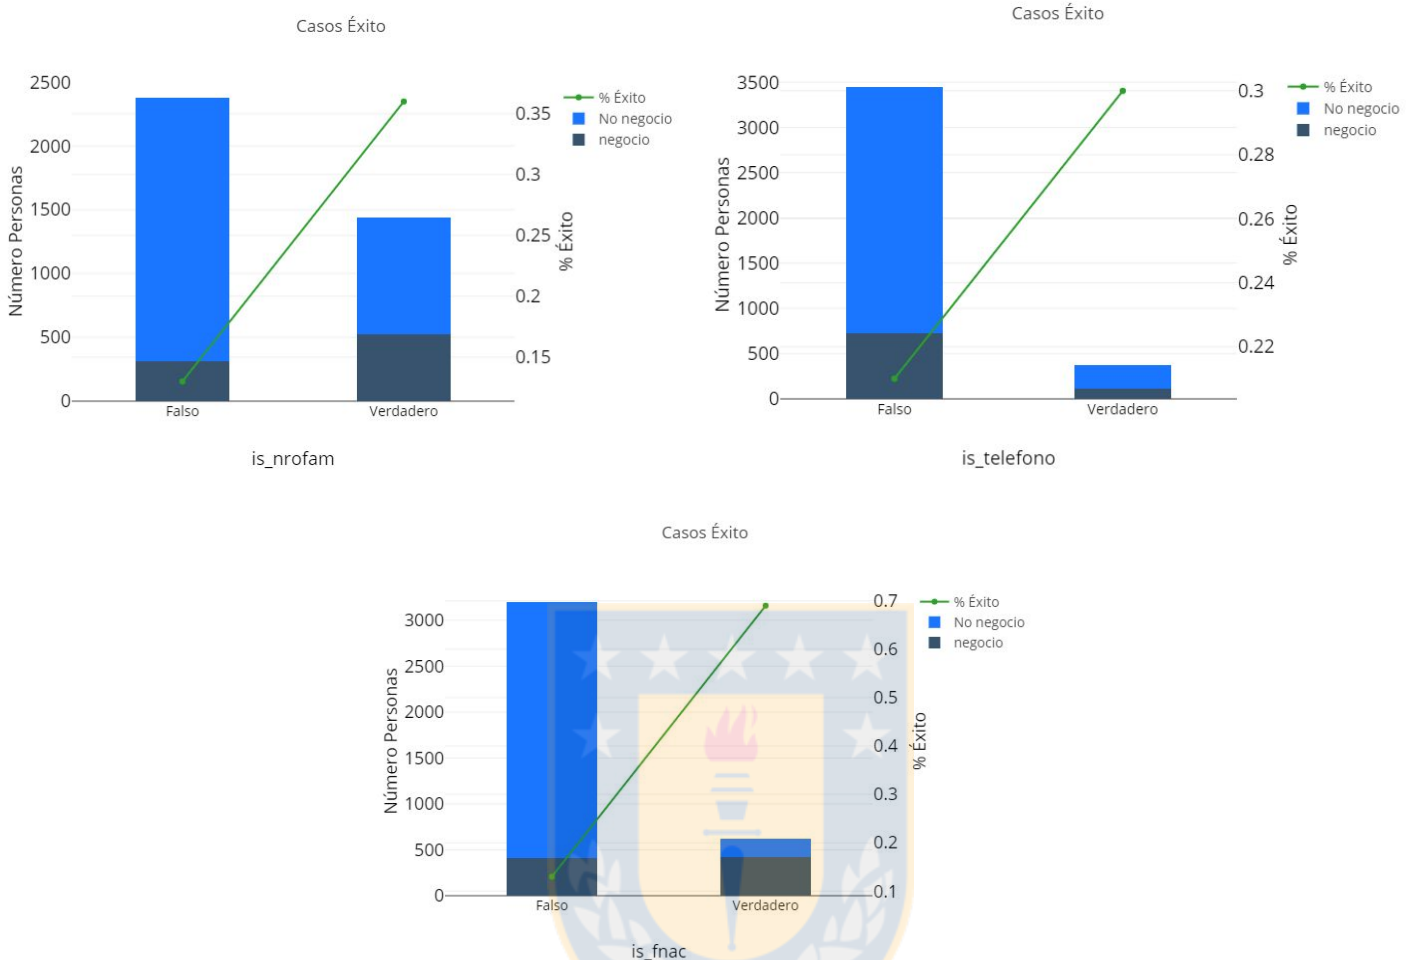 Casos Éxito
2500
2000
1500
1000
500
0
Número Personas
0.35
0.3
0.25
0.2
0.15
% Éxito
% Éxito
No negocio
negocio
Falso
Verdadero
is_nrofam
Casos Éxito
3500
3000
2500
2000
1500
1000
500
0
Número Personas
0.3
0.28
0.26
0.24
0.22
% Éxito
% Éxito
No negocio
negocio
Falso
Verdadero
is_telefono
Casos Éxito
3000
2500
2000
1500
1000
500
0
Número Personas
0.7
0.6
0.5
0.4
0.3
0.2
0.1
% Éxito
% Éxito
No negocio
negocio
Falso
Verdadero
is_fnac